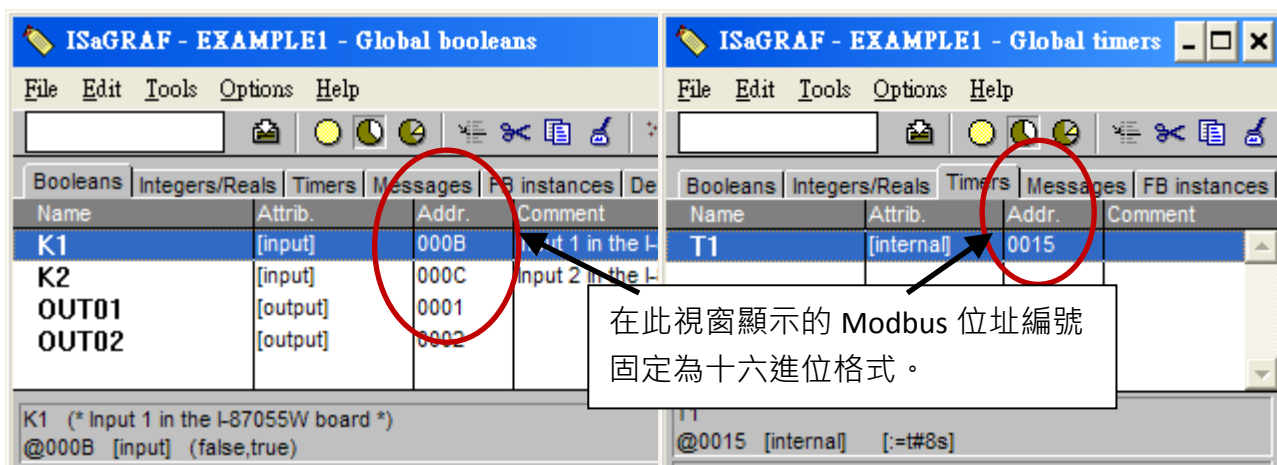 ISaGRAF - EXAMPLE1 - Global booleans
File Edit Tools Options Help
Booleans Integers/Reals Timers Messages FB instances De
Name Attrib. Addr. Comment
K1 [input] 000B Input 1 in the I-
K2 [input] 000C Input 2 in the I-
OUT01 [output] 0001
OUT02 [output] 0002
K1 (* Input 1 in the I-87055W board *)
@000B [input] (false,true)
ISaGRAF - EXAMPLE1 - Global timers
File Edit Tools Options Help
Booleans Integers/Reals Timers Messages FB instances
Name Attrib. Addr. Comment
T1 [internal] 0015
在此視窗顯示的 Modbus 位址編號
固定為十六進位格式。
T1
@0015 [internal] [:=t#8s]